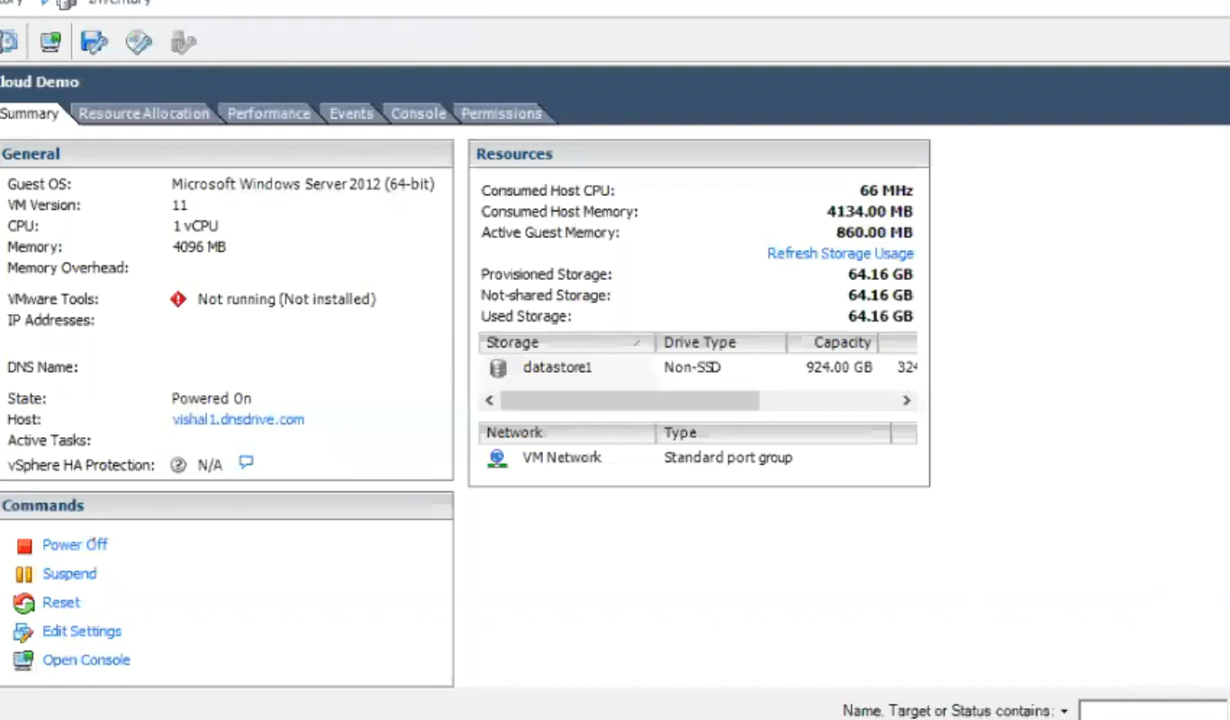 Inventory
loud Demo
Summary Resource Allocation Performance Events Console Permissions
General
Guest OS: Microsoft Windows Server 2012 (64-bit)
VM Version: 11
CPU: 1 vCPU
Memory: 4096 MB
Memory Overhead:
VMware Tools: Not running (Not installed)
IP Addresses:
DNS Name:
State: Powered On
Host: vishal1.dnsdrive.com
Active Tasks:
vSphere HA Protection: N/A
Resources
Consumed Host CPU: 66 MHz
Consumed Host Memory: 4134.00 MB
Active Guest Memory: 860.00 MB
Refresh Storage Usage
Provisioned Storage: 64.16 GB
Not-shared Storage: 64.16 GB
Used Storage: 64.16 GB
Storage Drive Type Capacity
datastore1 Non-SSD 924.00 GB 324
Network Type
VM Network Standard port group
Commands
Power Off
Suspend
Reset
Edit Settings
Open Console
Name, Target or Status contains: